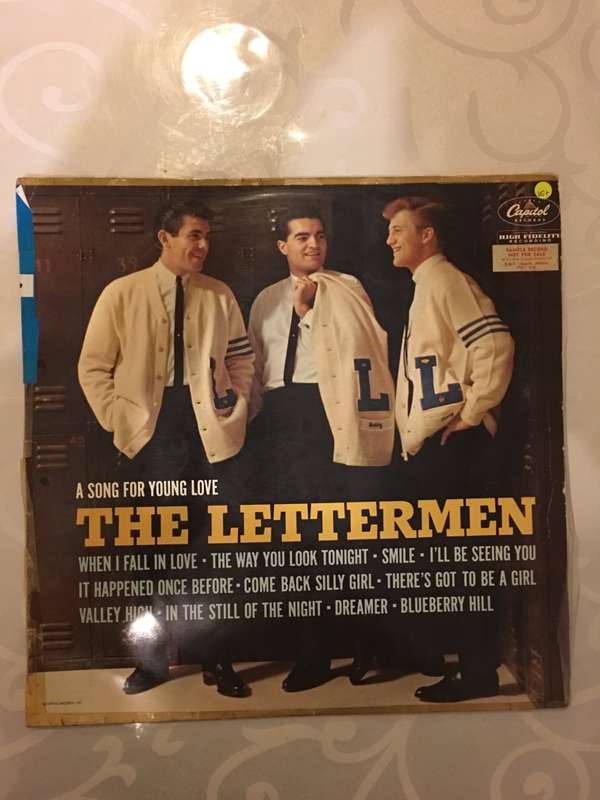 Capitol
RECORDS
HIGH FIDELITY
RECORDING
SAMPLE RECORD
NOT FOR SALE
39
L L L
A SONG FOR YOUNG LOVE
THE LETTERMEN
WHEN I FALL IN LOVE • THE WAY YOU LOOK TONIGHT • SMILE • I'LL BE SEEING YOU
IT HAPPENED ONCE BEFORE • COME BACK SILLY GIRL • THERE'S GOT TO BE A GIRL
VALLEY HIGH • IN THE STILL OF THE NIGHT • DREAMER • BLUEBERRY HILL